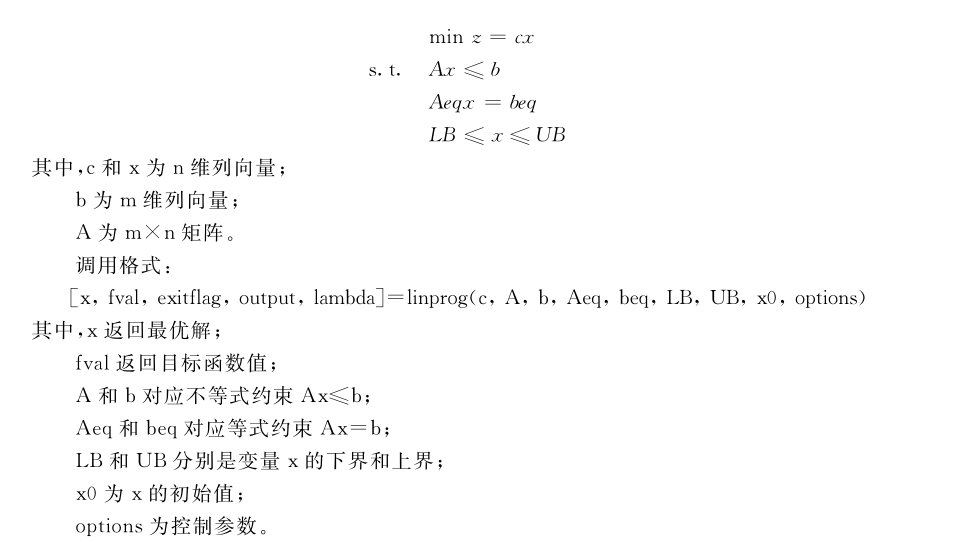 min z = cx
s. t. Ax ⩽ b
Aeqx = beq
LB ⩽ x ⩽ UB
其中,c 和 x 为 n 维列向量;
b 为 m 维列向量;
A 为 m×n 矩阵。
调用格式:
[x, fval, exitflag, output, lambda]=linprog(c, A, b, Aeq, beq, LB, UB, x0, options)
其中,x 返回最优解;
fval 返回目标函数值;
A 和 b 对应不等式约束 Ax⩽b;
Aeq 和 beq 对应等式约束 Ax=b;
LB 和 UB 分别是变量 x 的下界和上界;
x0 为 x 的初始值;
options 为控制参数。